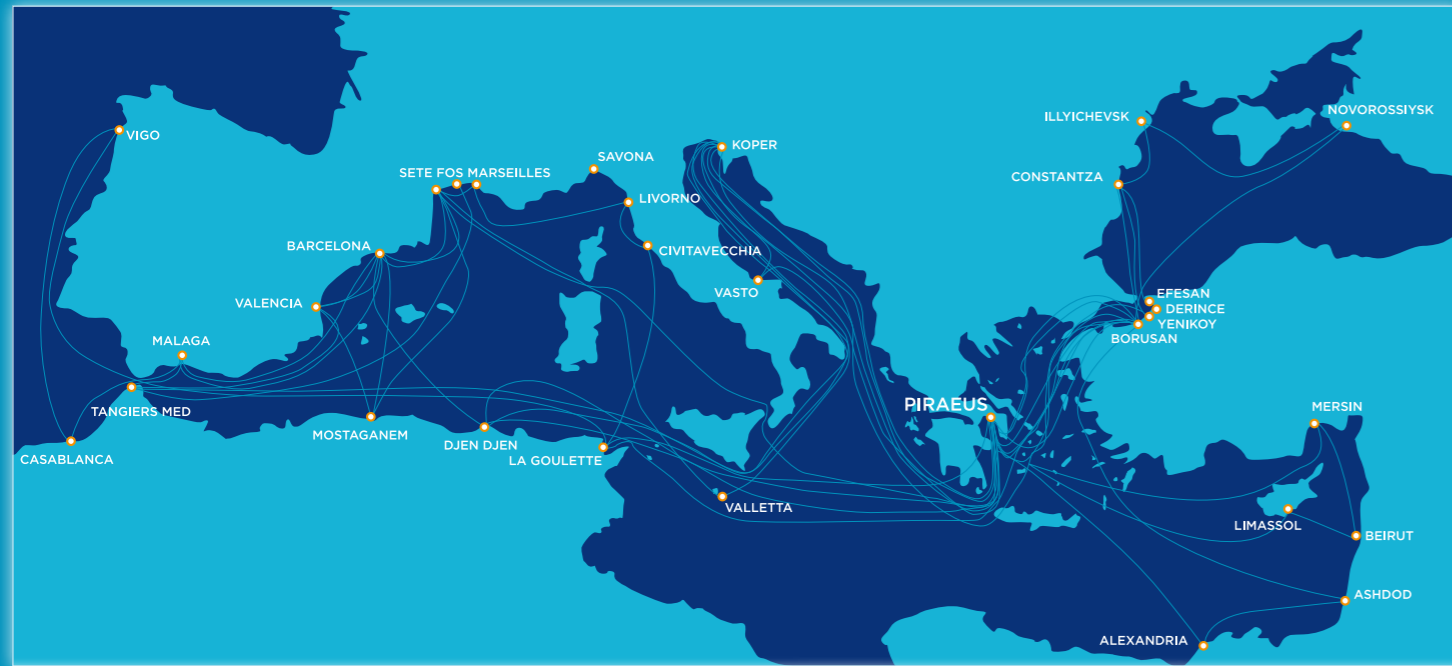 VIGO
ILLYICHEVSK
NOVOROSSIYSK
KOPER
SAVONA
SETE FOS MARSEILLES
CONSTANTZA
LIVORNO
BARCELONA
CIVITAVECCHIA
VASTO
EFESAN
VALENCIA
DERINCE
YENIKOY
BORUSAN
MALAGA
PIRAEUS
TANGIERS MED
MERSIN
MOSTAGANEM
DJEN DJEN
CASABLANCA
LA GOULETTE
VALLETTA
LIMASSOL
BEIRUT
ASHDOD
ALEXANDRIA